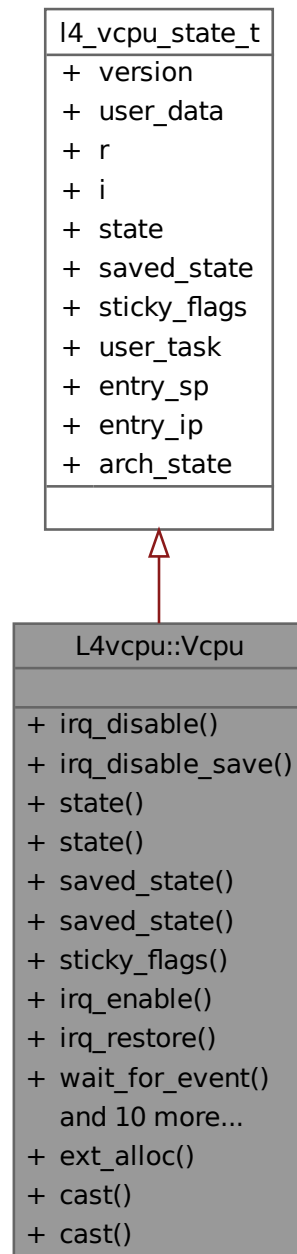 l4_vcpu_state_t
+ version
+ user_data
+ r
+ i
+ state
+ saved_state
+ sticky_flags
+ user_task
+ entry_sp
+ entry_ip
+ arch_state
L4vcpu::Vcpu
+ irq_disable()
+ irq_disable_save()
+ state()
+ state()
+ saved_state()
+ saved_state()
+ sticky_flags()
+ irq_enable()
+ irq_restore()
+ wait_for_event()
and 10 more...
+ ext_alloc()
+ cast()
+ cast()